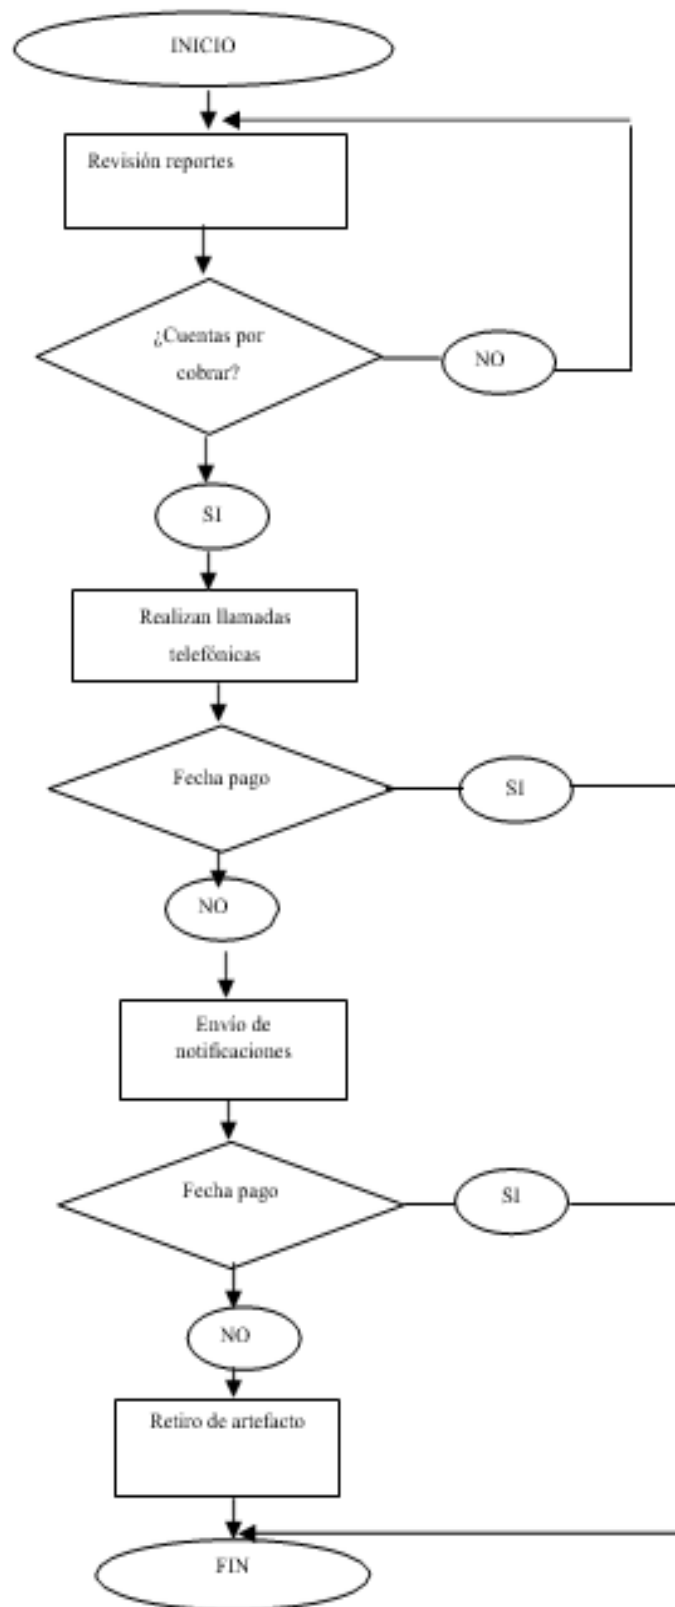 INICIO
Revisión reportes
¿Cuentas por
cobrar?
NO
SI
Realizan llamadas
telefónicas
Fecha pago
SI
NO
Envío de
notificaciones
Fecha pago
SI
NO
Retiro de artefacto
FIN